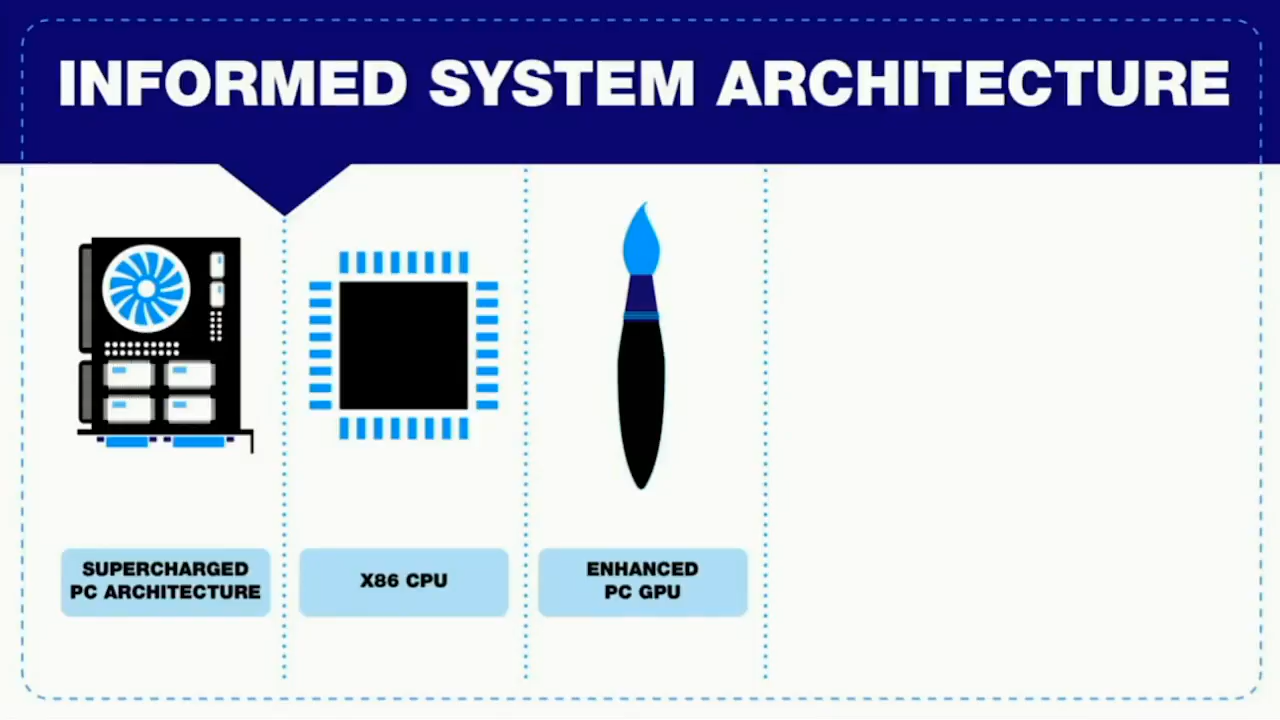 INFORMED SYSTEM ARCHITECTURE
SUPERCHARGED
PC ARCHITECTURE
X86 CPU
ENHANCED
PC GPU